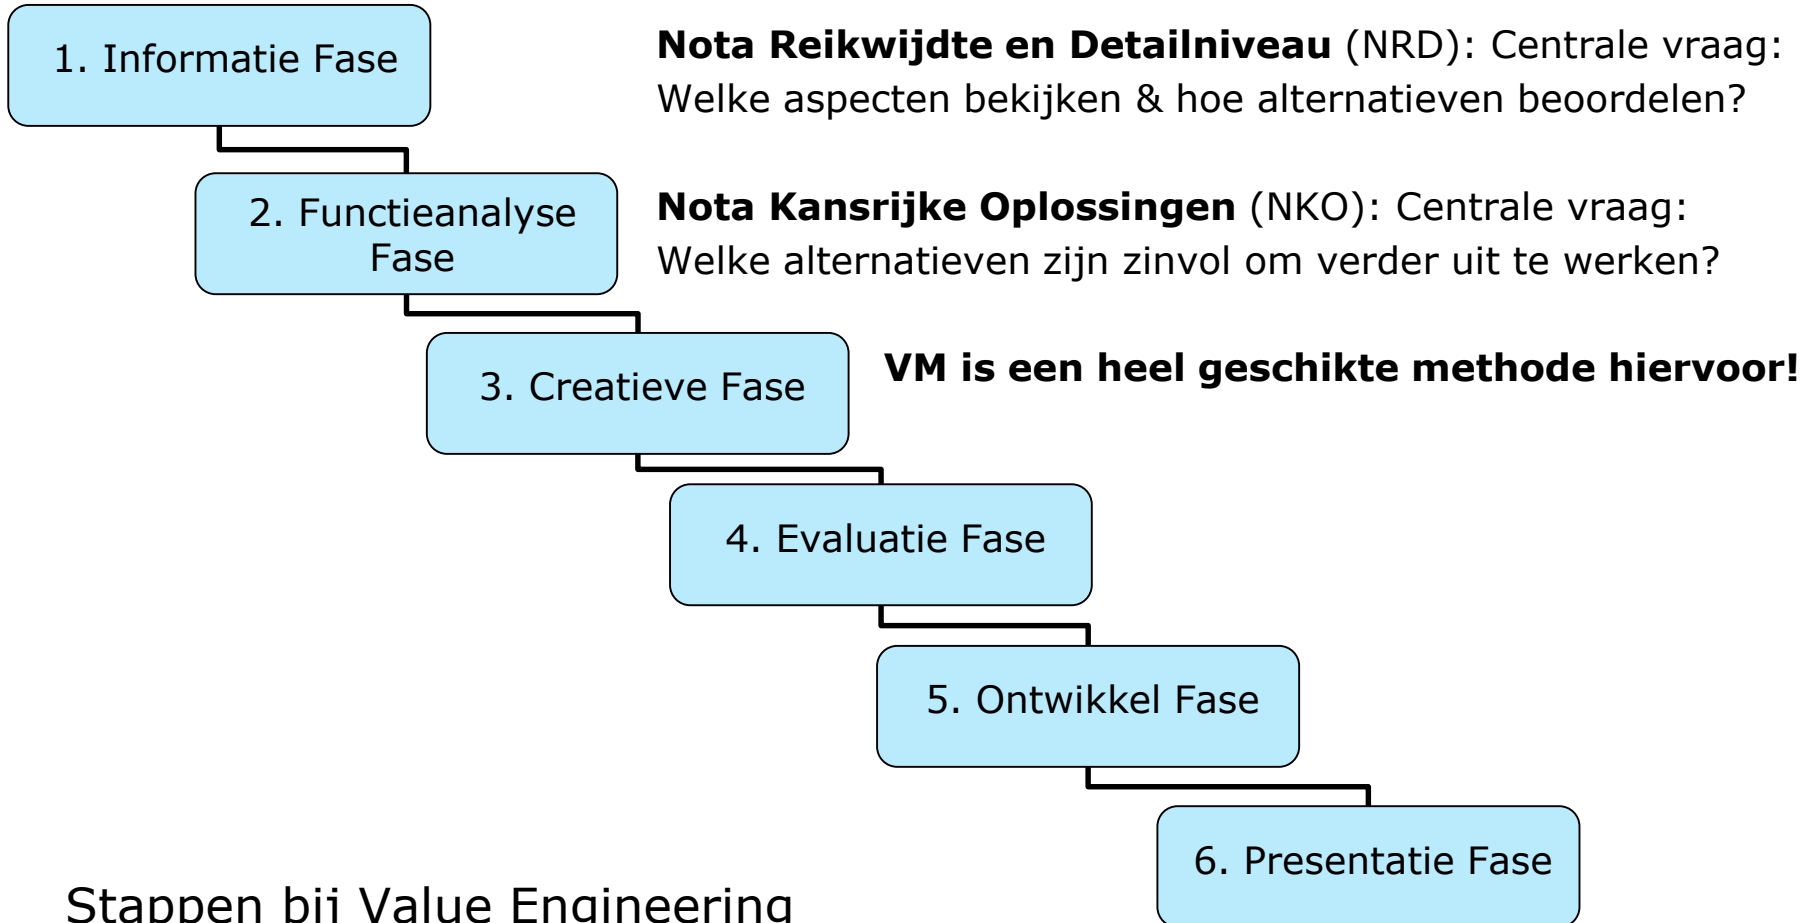 1. Informatie Fase
Nota Reikwijdte en Detailniveau (NRD): Centrale vraag:
Welke aspecten bekijken & hoe alternatieven beoordelen?
2. Functieanalyse
Fase
Nota Kansrijke Oplossingen (NKO): Centrale vraag:
Welke alternatieven zijn zinvol om verder uit te werken?
3. Creatieve Fase
VM is een heel geschikte methode hiervoor!
4. Evaluatie Fase
5. Ontwikkel Fase
6. Presentatie Fase
Stappen bij Value Engineering